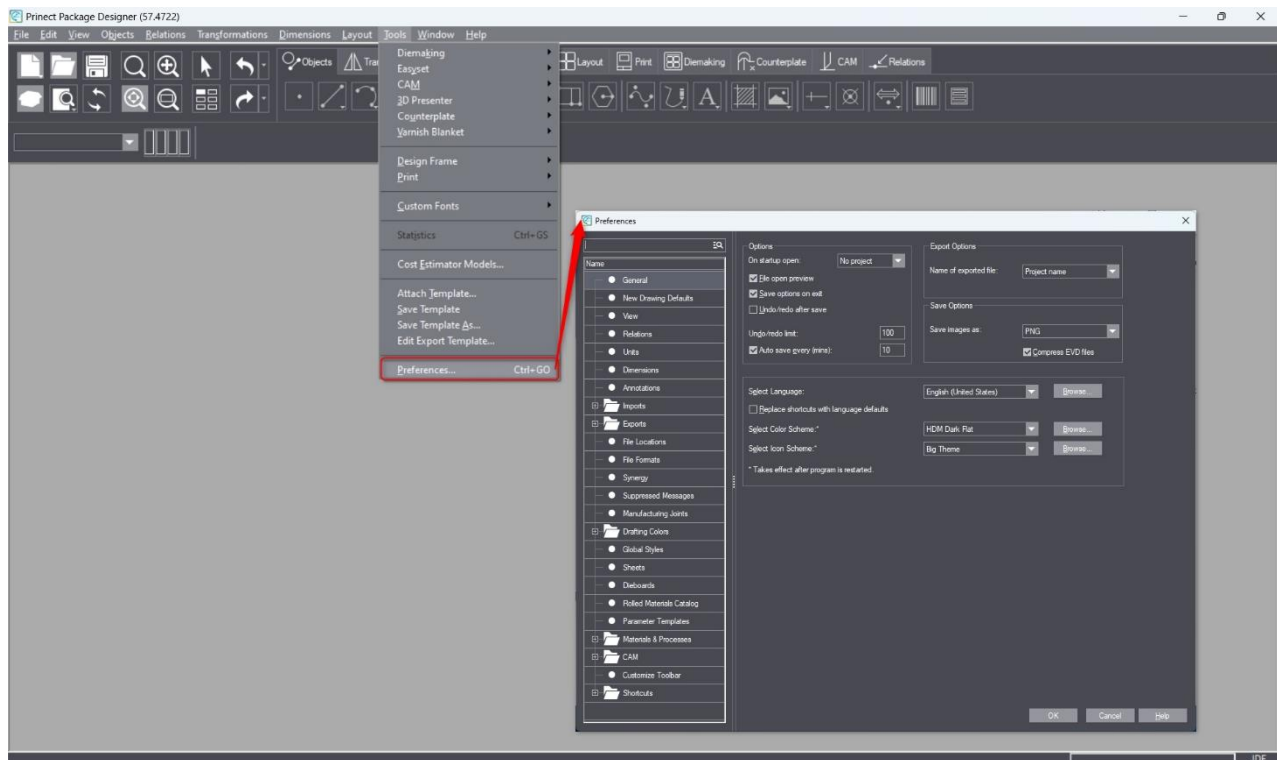 Prinect Package Designer (57.4722)
File Edit View Objects Relations Transformations Dimensions Layout Tools Window Help
Objects Layout Print Diemaking Counterplate CAM Relations
Diemaking
Easyset
CAM
3D Presenter
Counterplate
Varnish Blanket
Design Frame
Print
Custom Fonts
Statistics Ctrl+GS
Cost Estimator Models...
Attach Template...
Save Template
Save Template As...
Edit Export Template...
Preferences... Ctrl+GO
Preferences
Name
General
New Drawing Defaults
View
Relations
Units
Dimensions
Annotations
Imports
Exports
File Locations
File Formats
Synergy
Suppressed Messages
Manufacturing Joints
Drafting Colors
Global Styles
Sheets
Dieboards
Rolled Materials Catalog
Parameter Templates
Materials & Processes
CAM
Customize Toolbar
Shortcuts
Options
On startup open: No project
File open preview
Save options on exit
Undo/redo after save
Undo/redo limit: 100
Auto save every (mins): 10
Export Options
Name of exported file: Project name
Save Options
Save images as: PNG
Compress EVD files
Select Language: English (United States) Browse...
Replace shortcuts with language defaults
Select Color Scheme:* HDM Dark Flat Browse...
Select Icon Scheme:* Big Theme Browse...
* Takes effect after program is restarted.
OK Cancel Help